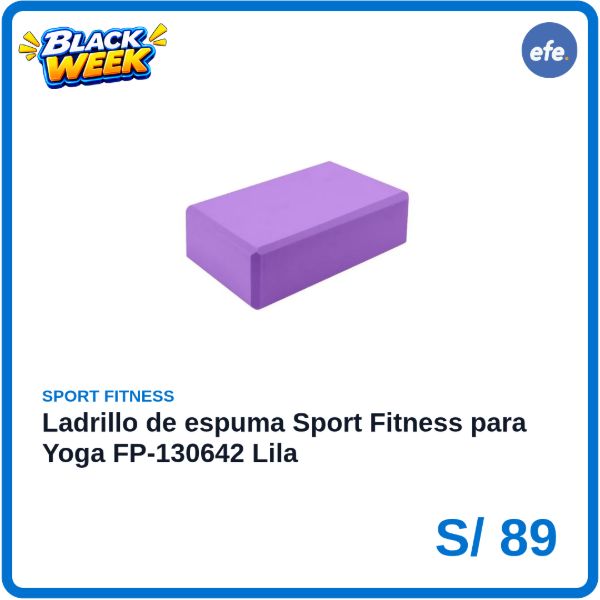 BLACK
WEEK
efe.
SPORT FITNESS
Ladrillo de espuma Sport Fitness para
Yoga FP-130642 Lila
S/ 89